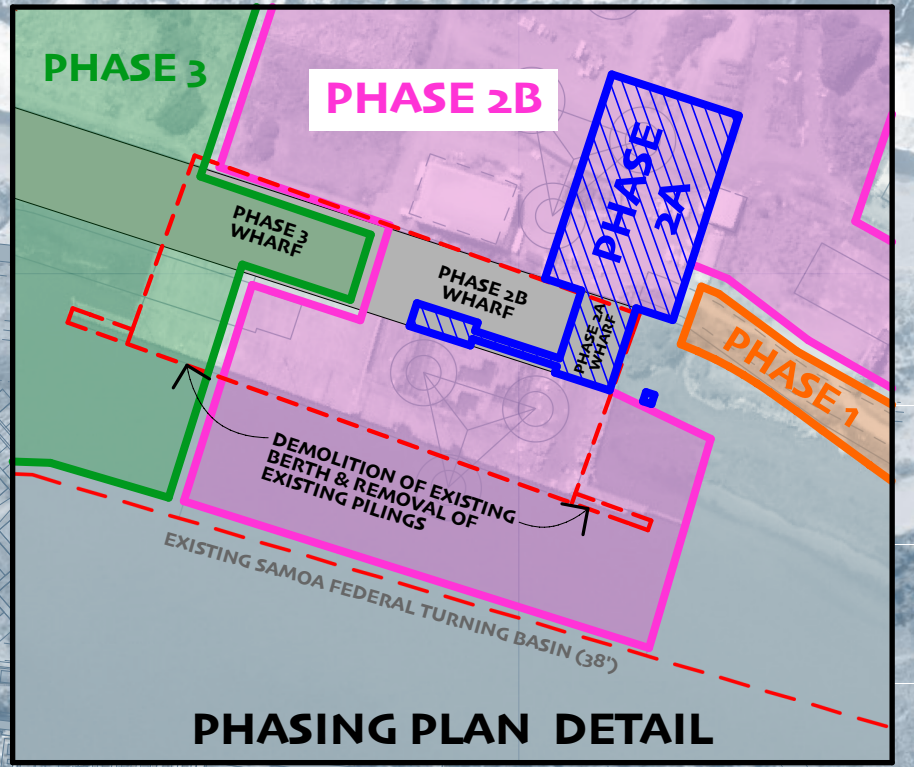 PHASE 3
PHASE 2B
PHASE
2A
PHASE 3
WHARF
PHASE 2B
WHARF
PHASE 2A
WHARF
PHASE 1
DEMOLITION OF EXISTING
BERTH & REMOVAL OF
EXISTING PILINGS
EXISTING SAMOA FEDERAL TURNING BASIN (38')
PHASING PLAN DETAIL